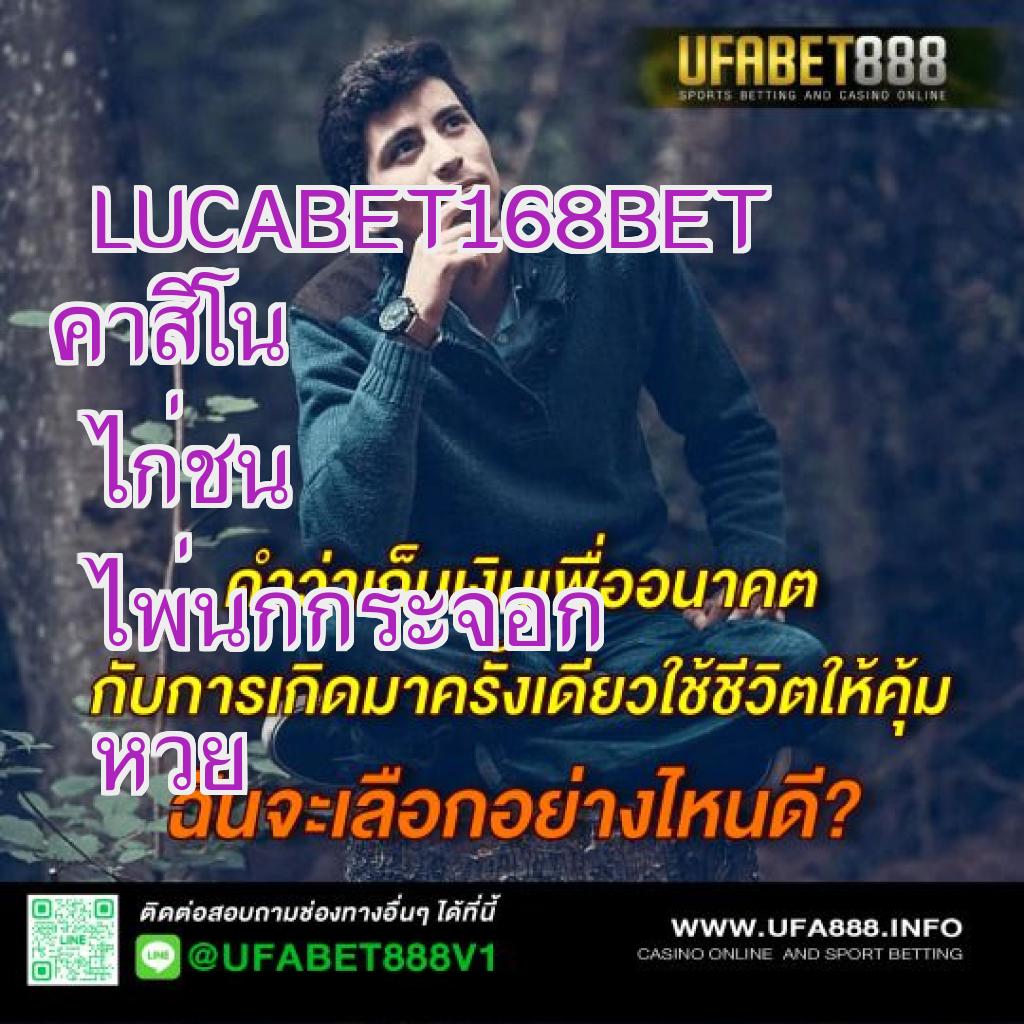 UFABET888
SPORTS BETTING AND CASINO ONLINE
LUCABET168BET
คาสิโน
ไก่ชน
คำว่าเก็บเงินเพื่ออนาคต
ไพ่นกกระจอก
กับการเกิดมาครั้งเดียวใช้ชีวิตให้คุ้ม
หวย
ฉันจะเลือกอย่างไหนดี?
ติดต่อสอบถามช่องทางอื่นๆ ได้ที่นี้
LINE
LINE
@UFABET888V1
WWW.UFA888.INFO
CASINO ONLINE AND SPORT BETTING